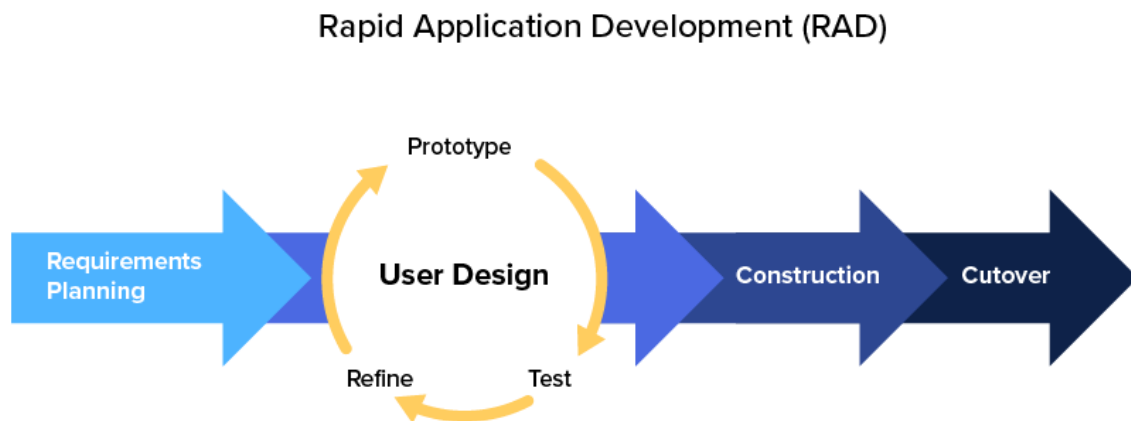 Rapid Application Development (RAD)
Prototype
Requirements
Planning
User Design
Construction
Cutover
Refine
Test